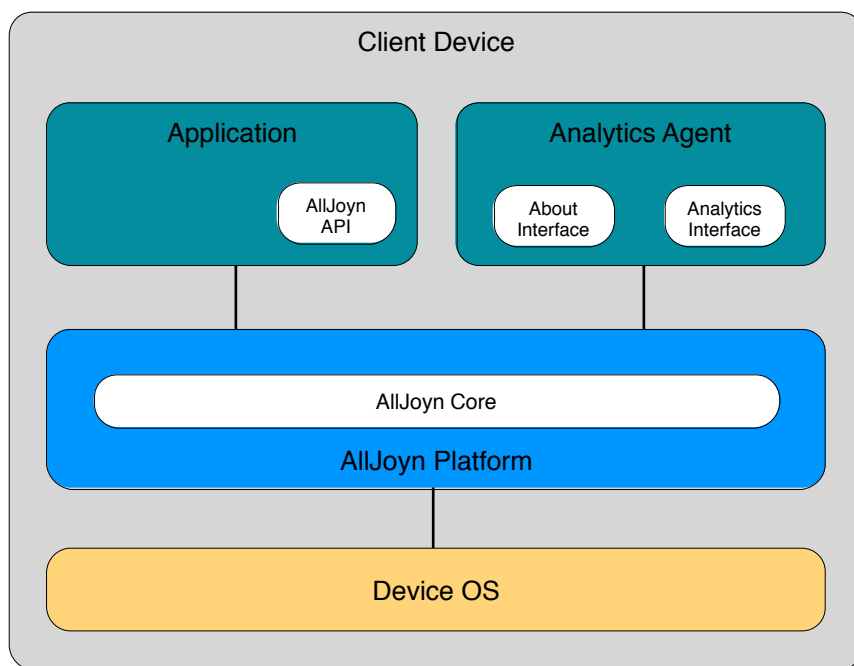 Client Device
Application
Analytics Agent
AllJoyn
API
About
Interface
Analytics
Interface
AllJoyn Core
AllJoyn Platform
Device OS